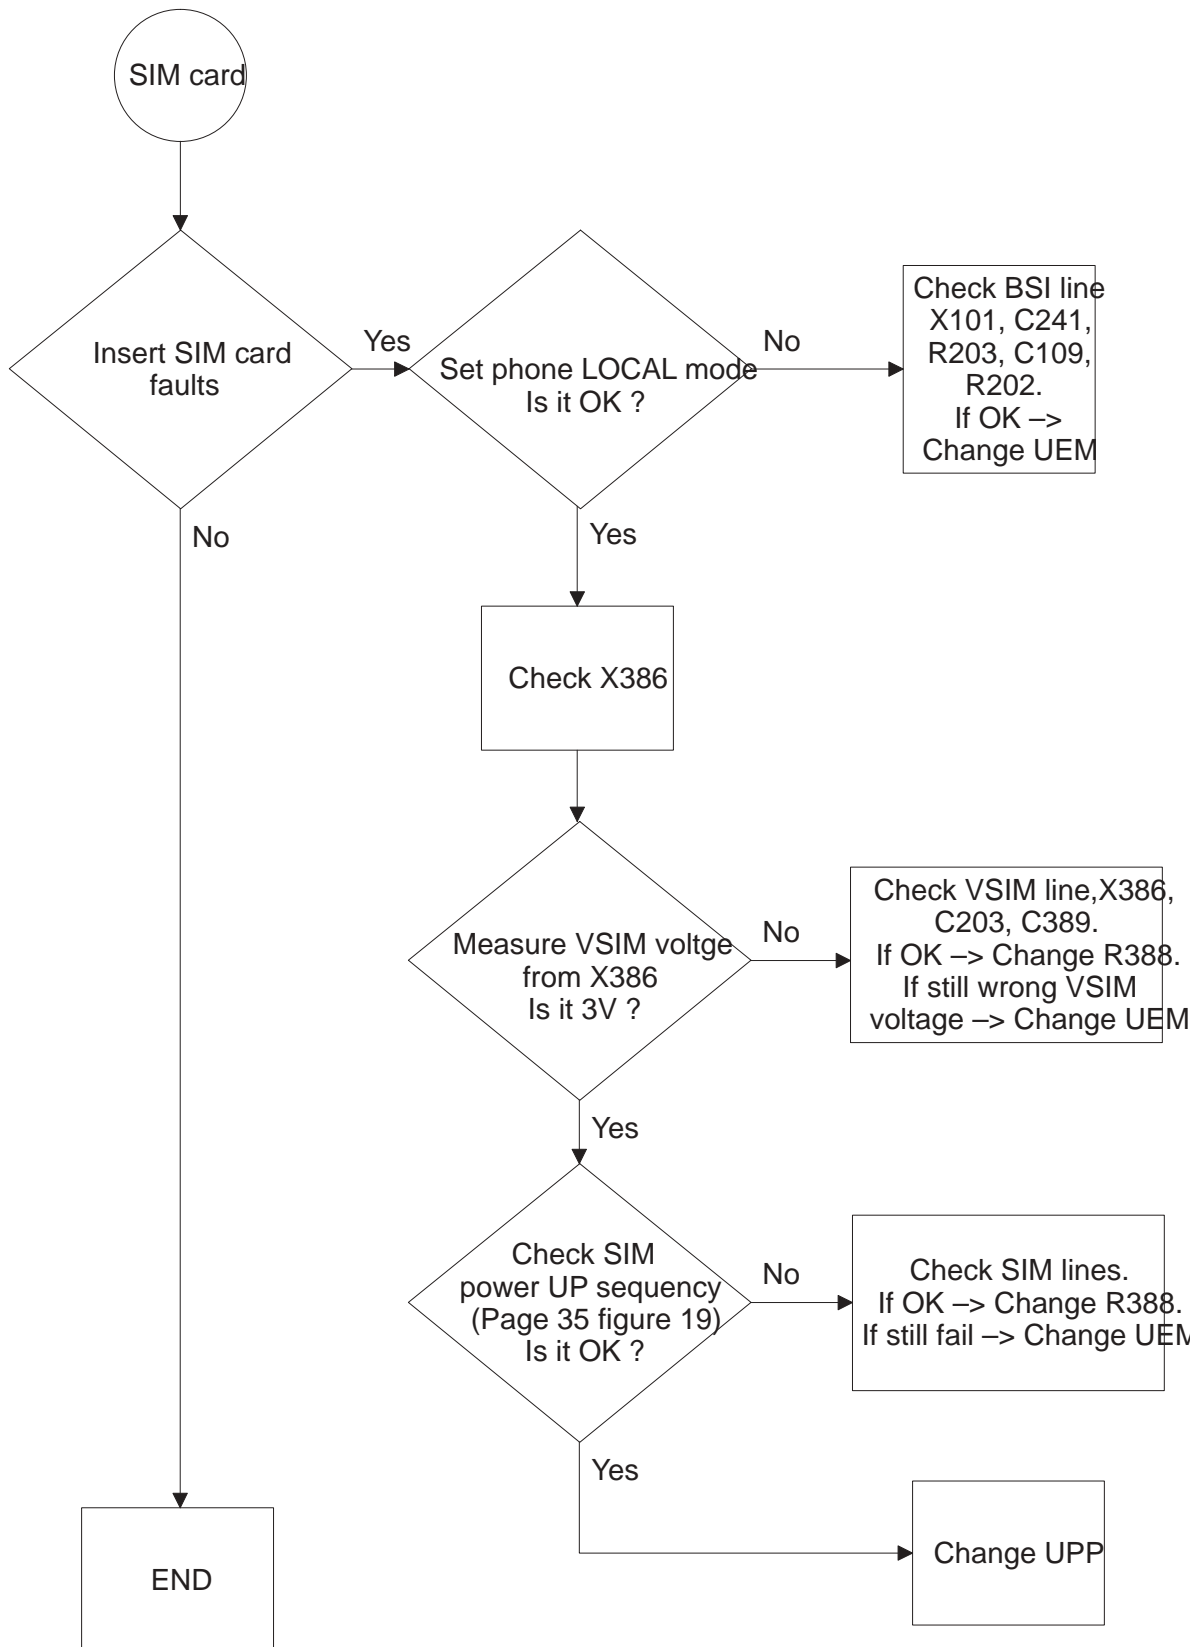 SIM card
Insert SIM card
faults
Yes
Set phone LOCAL mode
Is it OK ?
No
Check BSI line
X101, C241,
R203, C109,
R202.
If OK –>
Change UEM
No
Yes
Check X386
Measure VSIM voltge
from X386
Is it 3V ?
No
Check VSIM line,X386,
C203, C389.
If OK –> Change R388.
If still wrong VSIM
voltage –> Change UEM
Yes
Check SIM
power UP sequency
(Page 35 figure 19)
Is it OK ?
No
Check SIM lines.
If OK –> Change R388.
If still fail –> Change UEM
Yes
Change UPP
END